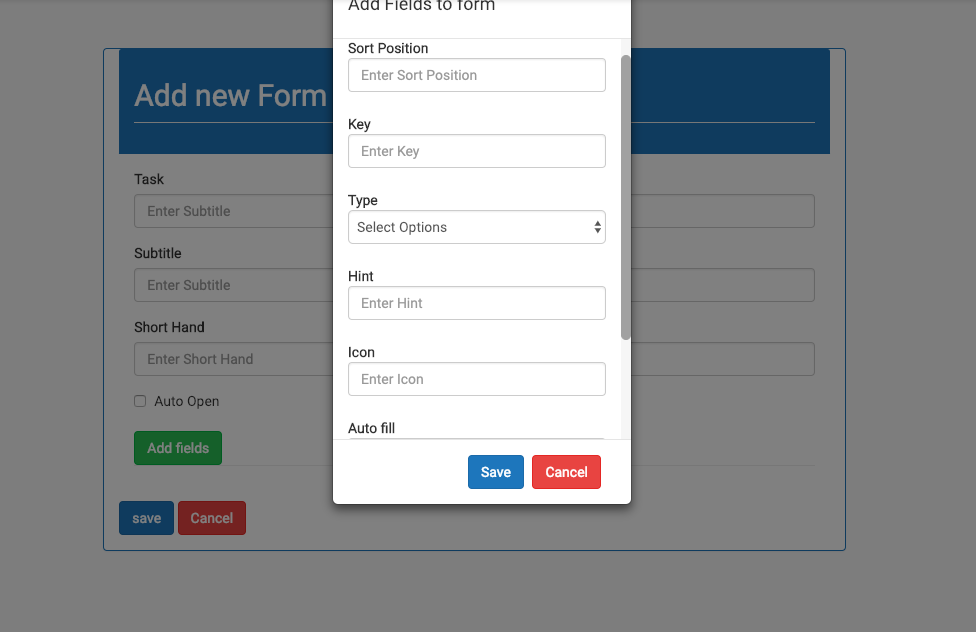 Add Fields to form
Sort Position
Enter Sort Position
Key
Enter Key
Type
Select Options
Hint
Enter Hint
Icon
Enter Icon
Auto fill
Save
Cancel
Add new Form
Task
Enter Subtitle
Subtitle
Enter Subtitle
Short Hand
Enter Short Hand
Auto Open
Add fields
save
Cancel